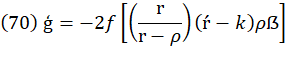 (70) ǵ = −2f [(r / r − ρ) (ŕ − k)ρß]